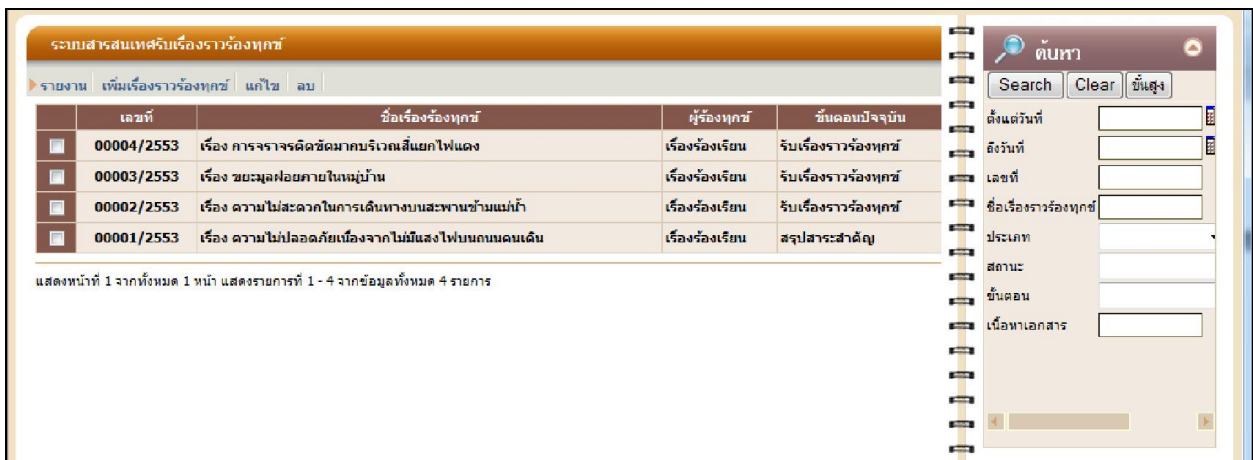 ระบบสารสนเทศรับเรื่องราวร้องทุกข์
รายงาน เพิ่มเรื่องราวร้องทุกข์ แก้ไข ลบ
เลขที่ ชื่อเรื่องร้องทุกข์ ผู้ร้องทุกข์ ขั้นตอนปัจจุบัน
00004/2553 เรื่อง การจราจรติดขัดมากบริเวณสี่แยกไฟแดง เรื่องร้องเรียน รับเรื่องราวร้องทุกข์
00003/2553 เรื่อง ขยะมูลฝอยภายในหมู่บ้าน เรื่องร้องเรียน รับเรื่องราวร้องทุกข์
00002/2553 เรื่อง ความไม่สะดวกในการเดินทางบนสะพานข้ามแม่น้ำ เรื่องร้องเรียน รับเรื่องราวร้องทุกข์
00001/2553 เรื่อง ความไม่ปลอดภัยเนื่องจากไม่มีแสงไฟบนถนนคนเดิน เรื่องร้องเรียน สรุปสาระสำคัญ
แสดงหน้าที่ 1 จากทั้งหมด 1 หน้า แสดงรายการที่ 1 - 4 จากข้อมูลทั้งหมด 4 รายการ
ค้นหา
Search Clear ขั้นสูง
ตั้งแต่วันที่
ถึงวันที่
เลขที่
ชื่อเรื่องราวร้องทุกข์
ประเภท
สถานะ
ขั้นตอน
เนื้อหาเอกสาร